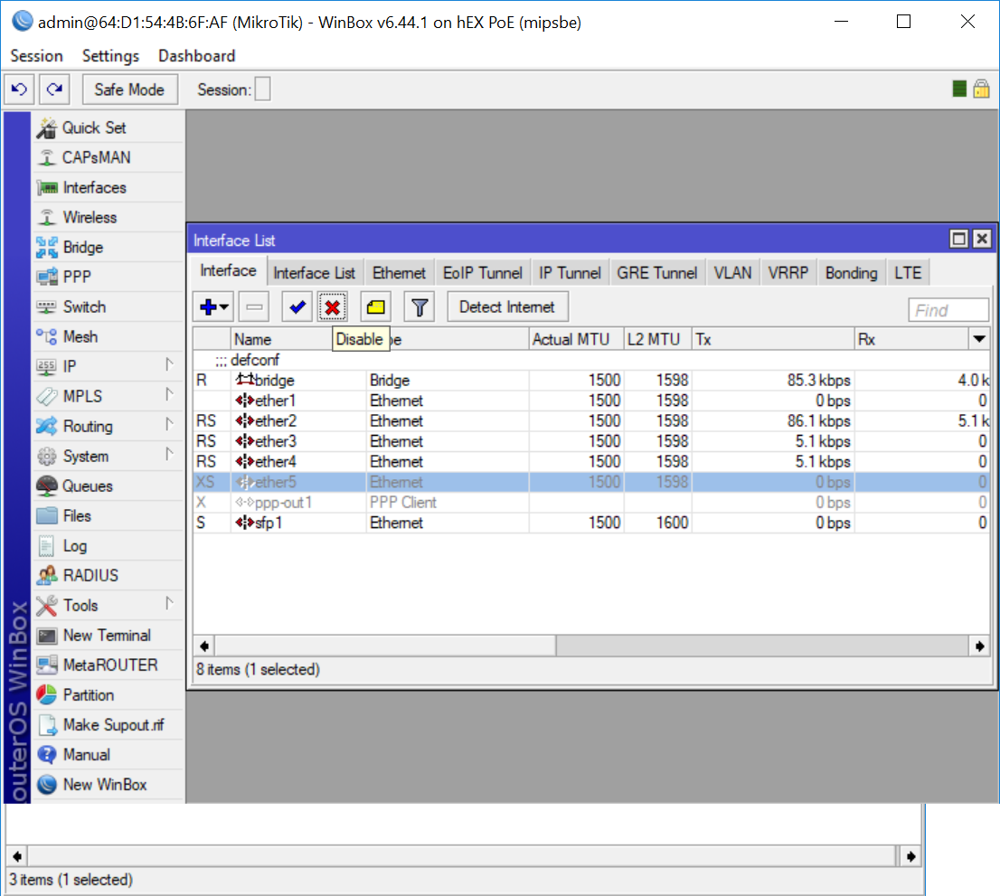 admin@64:D1:54:4B:6F:AF (MikroTik) - WinBox v6.44.1 on hEX PoE (mipsbe)
Session Settings Dashboard
Safe Mode Session:
Quick Set
CAPsMAN
Interfaces
Wireless
Bridge
PPP
Switch
Mesh
255 IP
MPLS
Routing
System
Queues
Files
Log
RADIUS
Tools
New Terminal
MetaROUTER
Partition
Make Supout.rif
Manual
New WinBox
outerOS WinBox
Interface List
Interface Interface List Ethernet EoIP Tunnel IP Tunnel GRE Tunnel VLAN VRRP Bonding LTE
Detect Internet Find
Name Disable pe Actual MTU L2 MTU Tx Rx
;;; defconf
R bridge Bridge 1500 1598 85.3 kbps 4.0 k
ether1 Ethernet 1500 1598 0 bps 0
RS ether2 Ethernet 1500 1598 86.1 kbps 5.1 k
RS ether3 Ethernet 1500 1598 5.1 kbps 0
RS ether4 Ethernet 1500 1598 5.1 kbps 0
XS ether5 Ethernet 1500 1598 0 bps 0
X ppp-out1 PPP Client 0 bps 0
S sfp1 Ethernet 1500 1600 0 bps 0
8 items (1 selected)
3 items (1 selected)